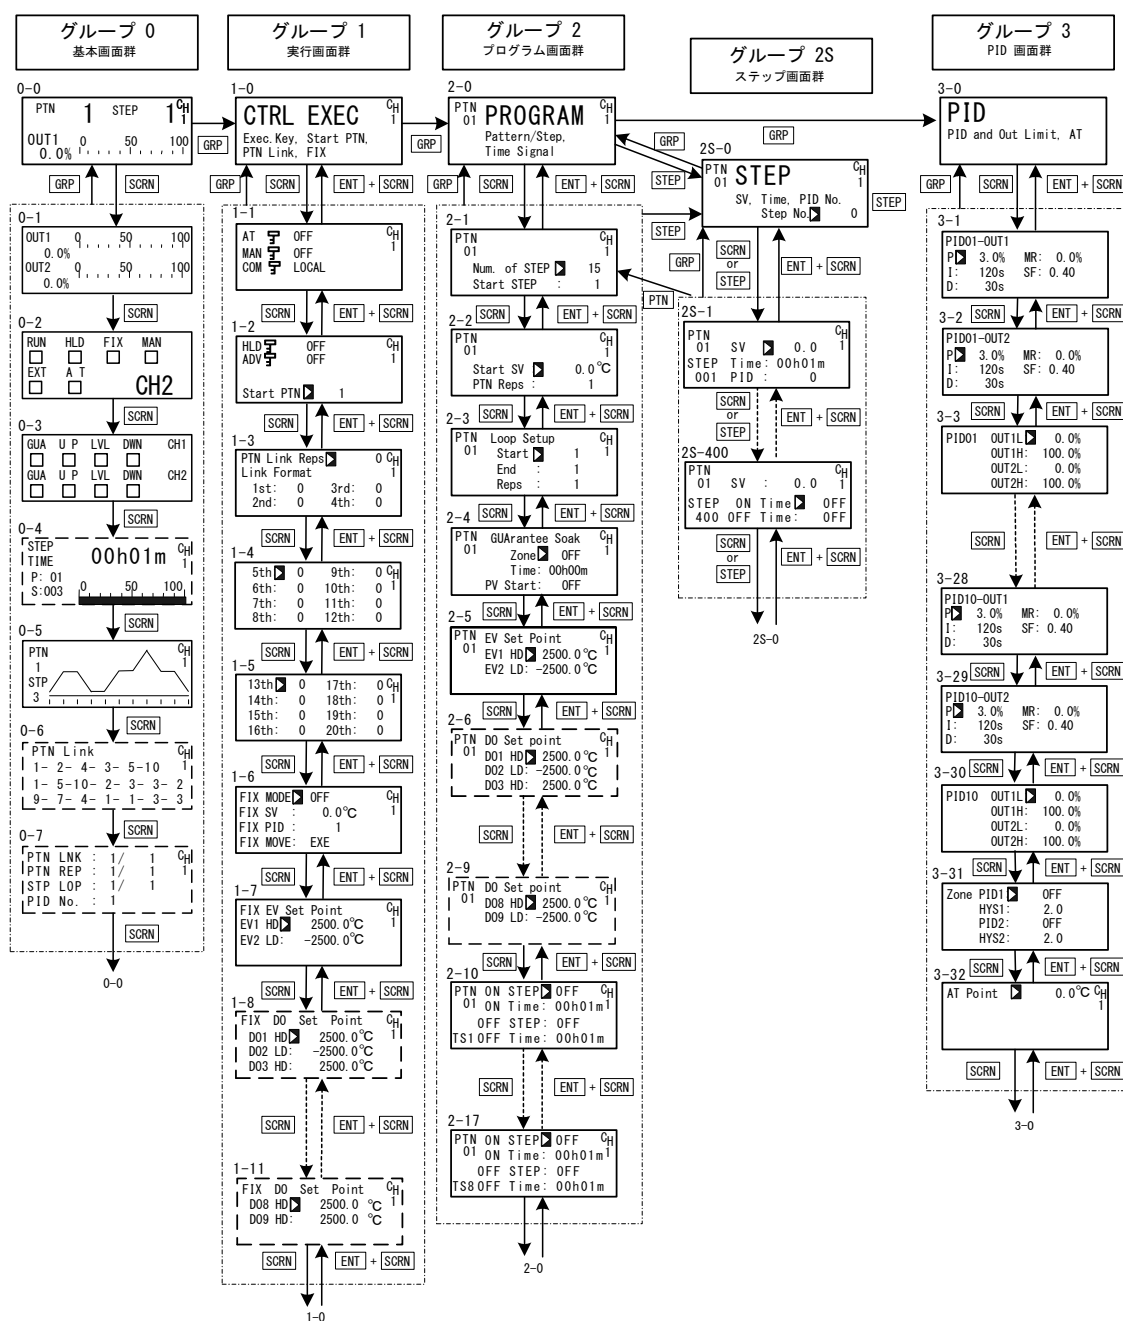 グループ 0
基本画面群
0-0
PTN 1 STEP 1 CH 1
OUT1 0 50 100
0.0%
GRP
GRP SCRN
0-1
OUT1 0 50 100
0.0%
OUT2 0 50 100
0.0%
SCRN
0-2
RUN HLD FIX MAN
EXT A T
CH2
SCRN
0-3
GUA U P LVL DWN CH1
GUA U P LVL DWN CH2
SCRN
0-4
STEP
TIME 00h01m CH 1
P: 01
S:003 0 50 100
SCRN
0-5
PTN CH
1 1
STP
3
SCRN
0-6
PTN Link CH
1- 2- 4- 3- 5-10 1
1- 5-10- 2- 3- 3- 2
9- 7- 4- 1- 1- 3- 3
SCRN
0-7
PTN LNK : 1/ 1 CH
PTN REP : 1/ 1 1
STP LOP : 1/ 1
PID No. : 1
SCRN
0-0
グループ 1
実行画面群
1-0
CTRL EXEC CH 1
Exec.Key, Start PTN,
PTN Link, FIX
GRP
GRP SCRN ENT + SCRN
1-1
AT OFF CH
MAN OFF 1
COM LOCAL
SCRN ENT + SCRN
1-2
HLD OFF CH
ADV OFF 1
Start PTN 1
SCRN ENT + SCRN
1-3
PTN Link Reps 0 CH
Link Format 1
1st: 0 3rd: 0
2nd: 0 4th: 0
SCRN ENT + SCRN
1-4
5th 0 9th: 0 CH
6th: 0 10th: 0 1
7th: 0 11th: 0
8th: 0 12th: 0
SCRN ENT + SCRN
1-5
13th 0 17th: 0 CH
14th: 0 18th: 0 1
15th: 0 19th: 0
16th: 0 20th: 0
SCRN ENT + SCRN
1-6
FIX MODE OFF CH
FIX SV : 0.0℃ 1
FIX PID : 1
FIX MOVE: EXE
SCRN ENT + SCRN
1-7
FIX EV Set Point CH
EV1 HD 2500.0℃ 1
EV2 LD: -2500.0℃
SCRN ENT + SCRN
1-8
FIX DO Set Point CH
DO1 HD 2500.0℃ 1
DO2 LD: -2500.0℃
DO3 HD: 2500.0℃
SCRN ENT + SCRN
1-11
FIX DO Set Point CH
DO8 HD 2500.0 ℃ 1
DO9 HD: 2500.0 ℃
SCRN ENT + SCRN
1-0
グループ 2
プログラム画面群
2-0
PTN PROGRAM CH
01 1
Pattern/Step,
Time Signal
GRP
GRP SCRN ENT + SCRN
2-1
PTN CH
01 1
Num. of STEP 15
Start STEP : 1
2-2 SCRN ENT + SCRN
PTN CH
01 1
Start SV 0.0℃
PTN Reps : 1
2-3 SCRN ENT + SCRN
PTN Loop Setup CH
01 Start 1 1
End : 1
Reps : 1
2-4 SCRN ENT + SCRN
PTN GUArantee Soak CH
01 Zone OFF 1
Time: 00h00m
PV Start: OFF
2-5 SCRN ENT + SCRN
PTN EV Set Point CH
01 EV1 HD 2500.0℃ 1
EV2 LD: -2500.0℃
SCRN ENT + SCRN
2-6
PTN DO Set point CH
01 DO1 HD 2500.0℃ 1
DO2 LD: -2500.0℃
DO3 HD: 2500.0℃
SCRN ENT + SCRN
2-9
PTN DO Set point CH
01 DO8 HD 2500.0℃ 1
DO9 LD: -2500.0℃
SCRN ENT + SCRN
2-10
PTN ON STEP OFF CH
01 ON Time: 00h01m 1
OFF STEP: OFF
TS1 OFF Time: 00h01m
SCRN ENT + SCRN
2-17
PTN ON STEP OFF CH
01 ON Time: 00h01m 1
OFF STEP: OFF
TS8 OFF Time: 00h01m
SCRN ENT + SCRN
2-0
グループ 2S
ステップ画面群
GRP
GRP
STEP
2S-0
PTN STEP CH
01 1
SV, Time, PID No.
Step No. 0
STEP
STEP
GRP
PTN
SCRN
or
STEP
ENT + SCRN
2S-1
PTN CH
01 SV 0.0 1
STEP Time: 00h01m
001 PID : 0
SCRN
or
STEP
ENT + SCRN
2S-400
PTN CH
01 SV : 0.0 1
STEP ON Time OFF
400 OFF Time: OFF
SCRN
or
STEP
ENT + SCRN
2S-0
グループ 3
PID 画面群
3-0
PID CH 1
PID and Out Limit, AT
GRP SCRN ENT + SCRN
3-1
PID01-OUT1 CH
P 3.0% MR: 0.0% 1
I: 120s SF: 0.40
D: 30s
3-2 SCRN ENT + SCRN
PID01-OUT2
P 3.0% MR: 0.0%
I: 120s SF: 0.40
D: 30s
3-3 SCRN ENT + SCRN
PID01 OUT1L 0.0%
OUT1H: 100.0%
OUT2L: 0.0%
OUT2H: 100.0%
SCRN ENT + SCRN
3-28
PID10-OUT1
P 3.0% MR: 0.0%
I: 120s SF: 0.40
D: 30s
3-29 SCRN ENT + SCRN
PID10-OUT2
P 3.0% MR: 0.0%
I: 120s SF: 0.40
D: 30s
3-30 SCRN ENT + SCRN
PID10 OUT1L 0.0%
OUT1H: 100.0%
OUT2L: 0.0%
OUT2H: 100.0%
3-31 SCRN ENT + SCRN
Zone PID1 OFF
HYS1: 2.0
PID2: OFF
HYS2: 2.0
3-32 SCRN ENT + SCRN
AT Point 0.0℃ CH
1
SCRN ENT + SCRN
3-0